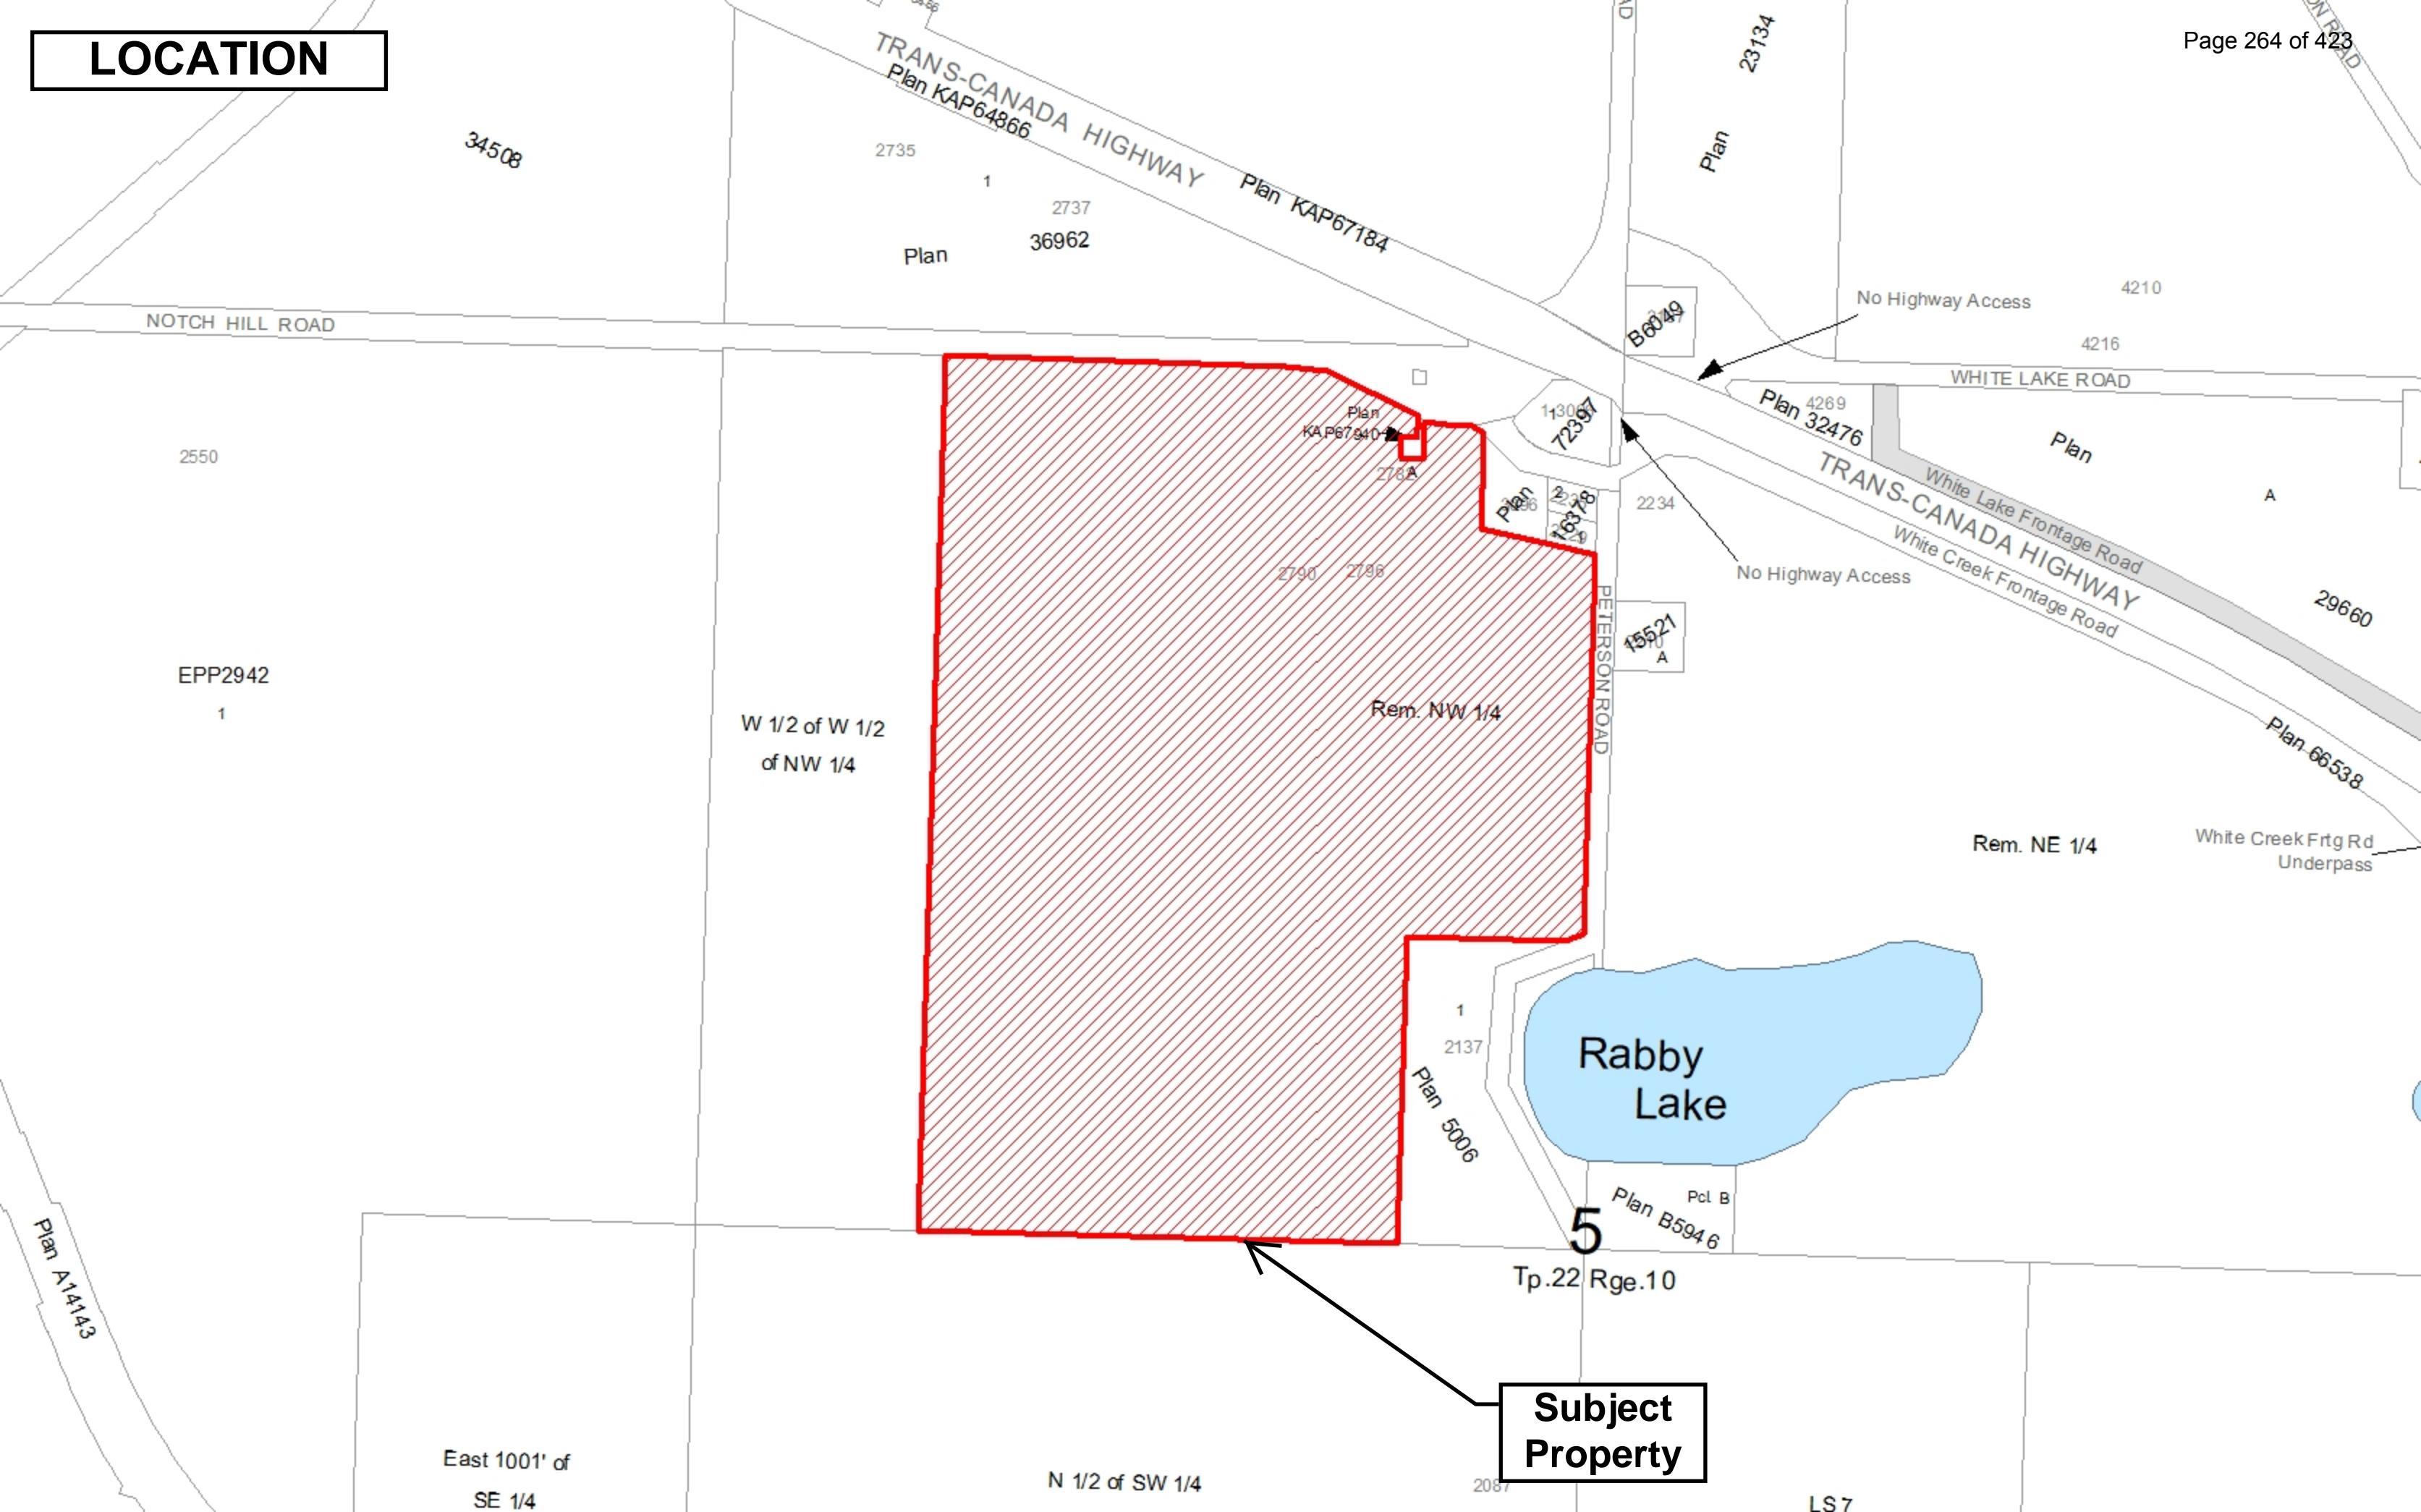 LOCATION
Page 264 of 423
ON ROAD
TRANS-CANADA HIGHWAY
Plan KAP64866
Plan KAP67184
34508
2735
1
2737
Plan 36962
Plan 23134
NOTCH HILL ROAD
No Highway Access
4210
4216
B6049
WHITE LAKE ROAD
Plan 32476
4269
Plan
29660
A
White Lake Frontage Road
TRANS-CANADA HIGHWAY
White Creek Frontage Road
Plan 66538
1
72397
Plan
KAP67940
A
2782
2550
Plan
16378
2
1
2234
No Highway Access
2790
2796
PETERSON ROAD
15521
A
EPP2942
1
W 1/2 of W 1/2
of NW 1/4
Rem. NW 1/4
Rem. NE 1/4
White Creek Frtg Rd
Underpass
1
2137
Plan 5006
Rabby
Lake
Pcl B
Plan B5946
5
Tp.22 Rge.10
Plan A14143
Subject
Property
East 1001' of
SE 1/4
N 1/2 of SW 1/4
2087
LS 7